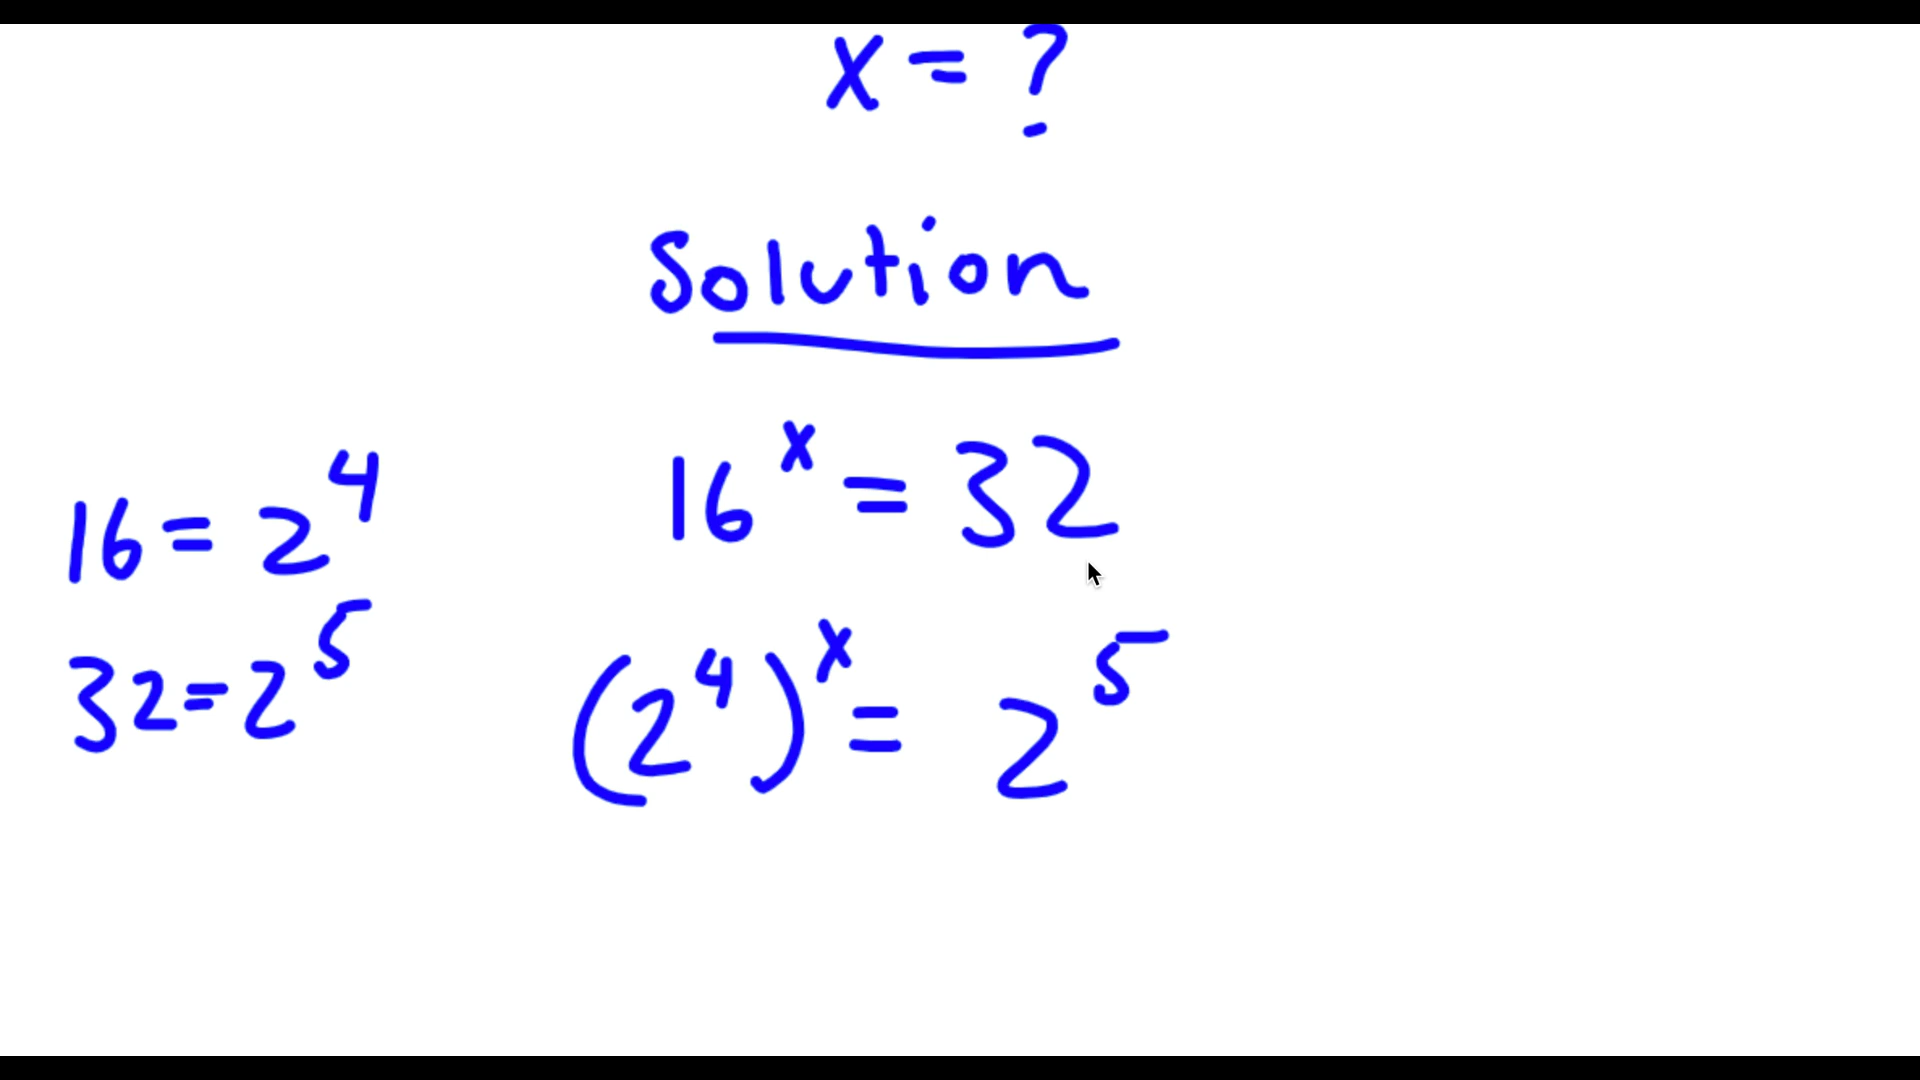 x = ?
Solution
16^x = 32
16 = 2^4
32 = 2^5
(2^4)^x = 2^5